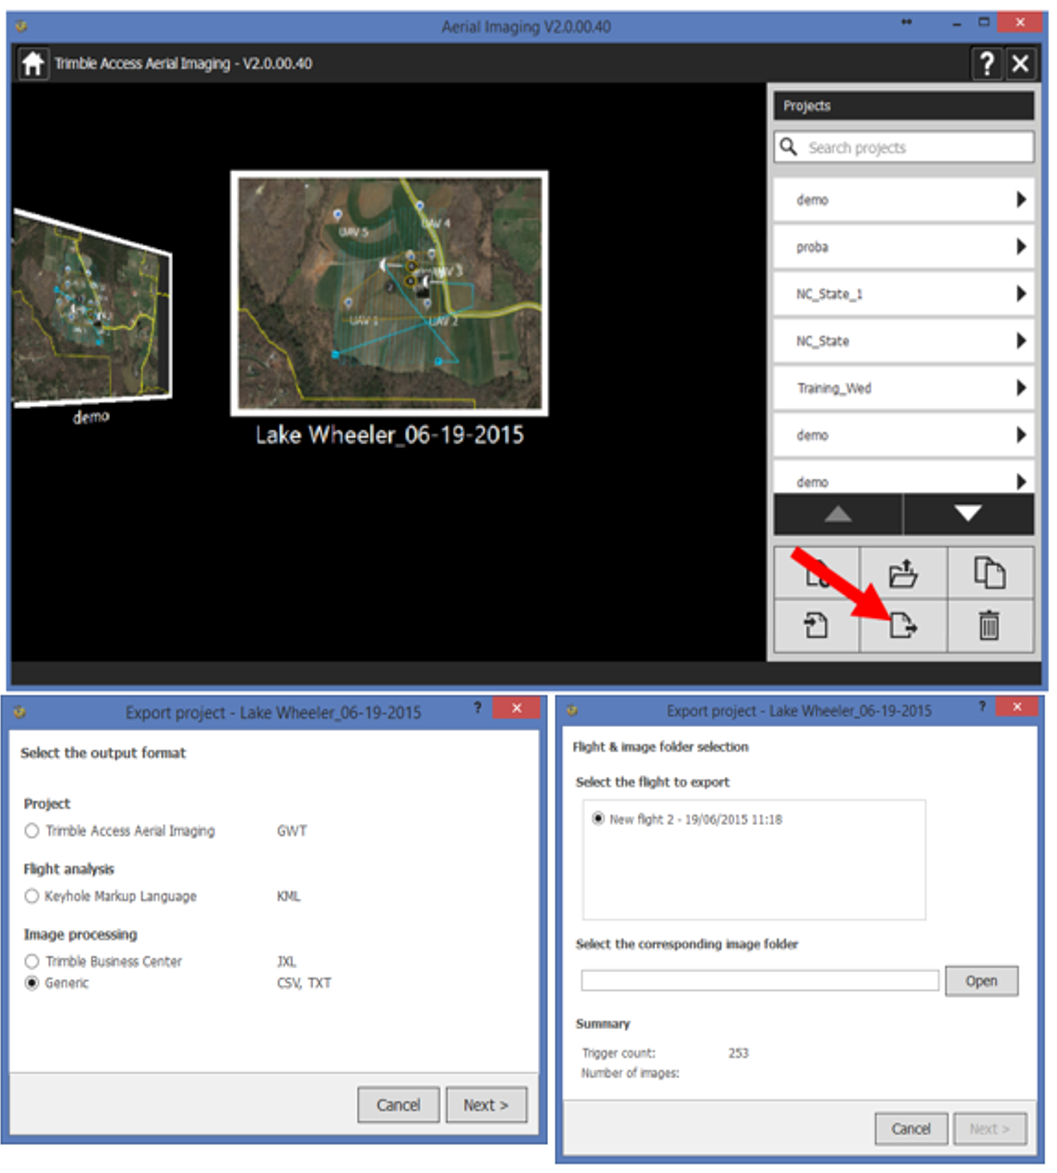 Aerial Imaging V2.0.00.40
Trimble Access Aerial Imaging - V2.0.00.40
?
Projects
Search projects
demo
proba
NC_State_1
NC_State
Training_Wed
demo
demo
UAV 5
UAV 4
UAV 3
UAV 1
UAV 2
demo
Lake Wheeler_06-19-2015
Export project - Lake Wheeler_06-19-2015 ?
Select the output format
Project
Trimble Access Aerial Imaging GWT
Flight analysis
Keyhole Markup Language KML
Image processing
Trimble Business Center JXL
Generic CSV, TXT
Cancel Next >
Export project - Lake Wheeler_06-19-2015 ?
Flight & image folder selection
Select the flight to export
New flight 2 - 19/06/2015 11:18
Select the corresponding image folder
Open
Summary
Trigger count: 253
Number of images:
Cancel Next >